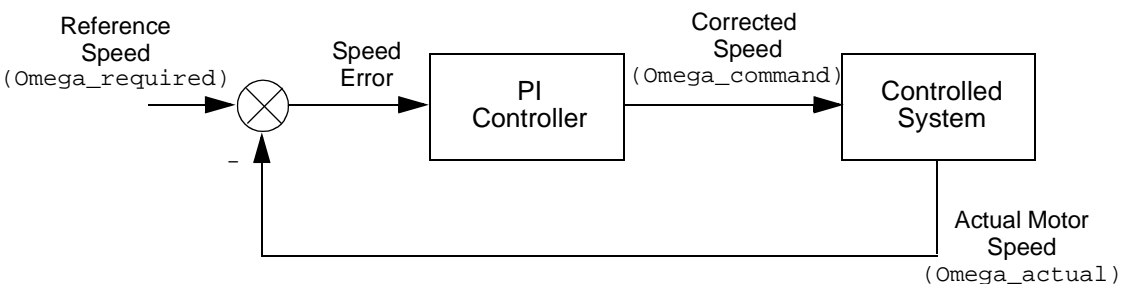 Reference
Speed
(Omega_required)
Speed
Error
PI
Controller
Corrected
Speed
(Omega_command)
Controlled
System
–
Actual Motor
Speed
(Omega_actual)